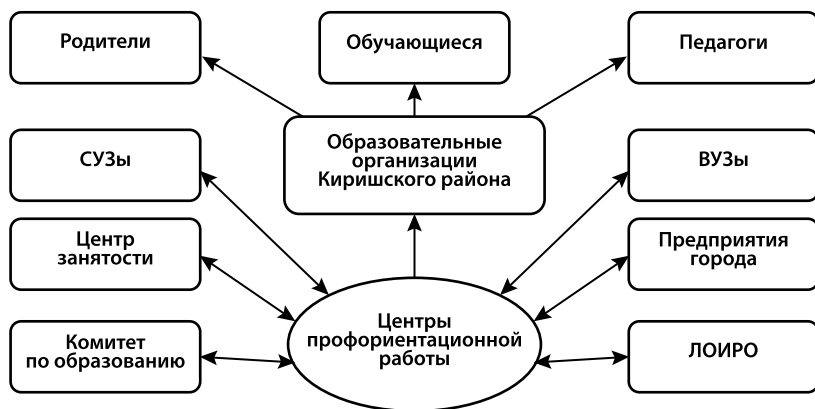 Родители
Обучающиеся
Педагоги
СУЗы
Образовательные
организации
Киришского района
ВУЗы
Центр
занятости
Предприятия
города
Комитет
по образованию
Центры
профориентационной
работы
ЛОИРО